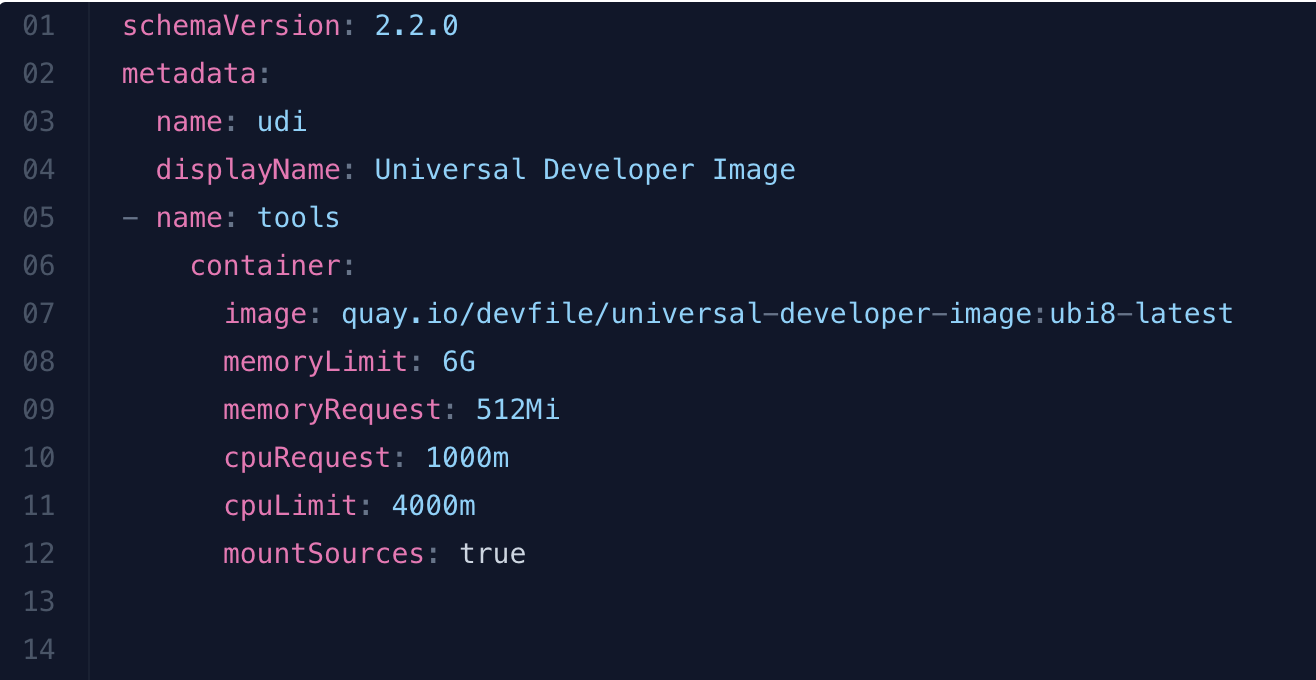 01 schemaVersion: 2.2.0
02 metadata:
03   name: udi
04   displayName: Universal Developer Image
05 - name: tools
06     container:
07       image: quay.io/devfile/universal-developer-image:ubi8-latest
08       memoryLimit: 6G
09       memoryRequest: 512Mi
10       cpuRequest: 1000m
11       cpuLimit: 4000m
12       mountSources: true
13
14